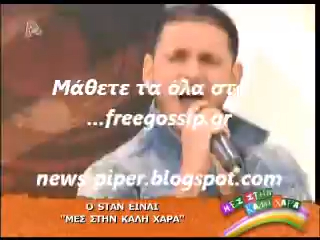 Μάθετε τα όλα στο
...freegossip.gr
news-piper.blogspot.com
ΜΕΣ ΣΤΗΝ
ΚΑΛΗ ΧΑΡΑ
Ο STAN ΕΙΝΑΙ
"ΜΕΣ ΣΤΗΝ ΚΑΛΗ ΧΑΡΑ"